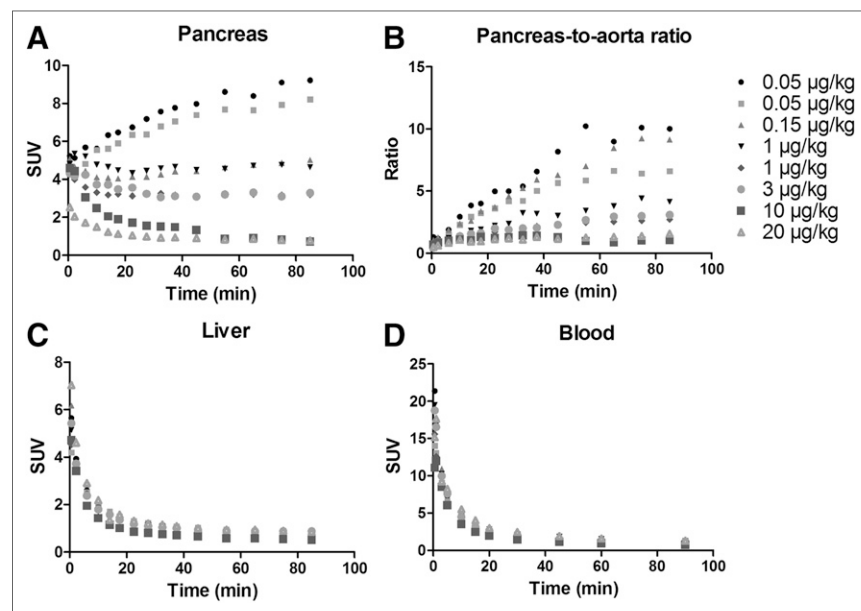 A
Pancreas
10
8
6
4
2
0
SUV
0 20 40 60 80 100
Time (min)
B
Pancreas-to-aorta ratio
15
10
5
0
Ratio
0 20 40 60 80 100
Time (min)
0.05 µg/kg
0.05 µg/kg
0.15 µg/kg
1 µg/kg
1 µg/kg
3 µg/kg
10 µg/kg
20 µg/kg
C
Liver
8
6
4
2
0
SUV
0 20 40 60 80 100
Time (min)
D
Blood
25
20
15
10
5
0
SUV
0 20 40 60 80 100
Time (min)